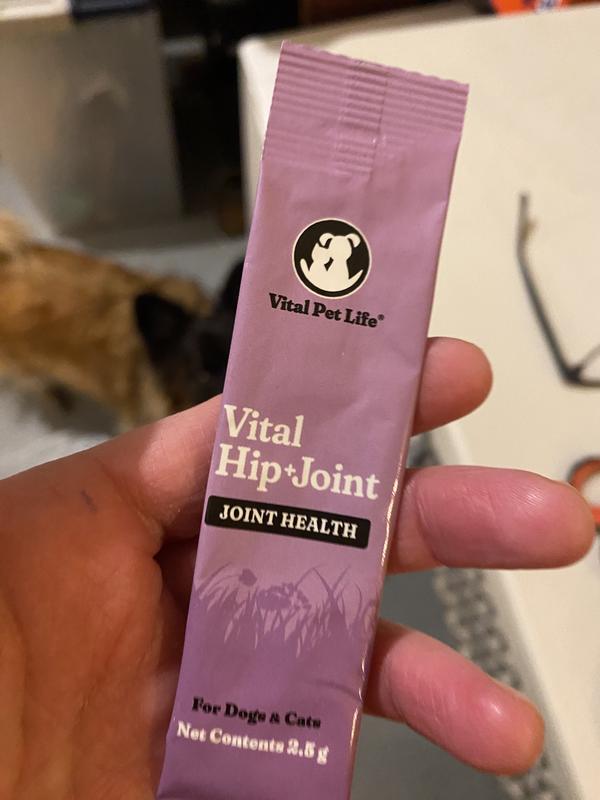 Vital Pet Life®
Vital
Hip+Joint
JOINT HEALTH
For Dogs & Cats
Net Contents 2.5 g